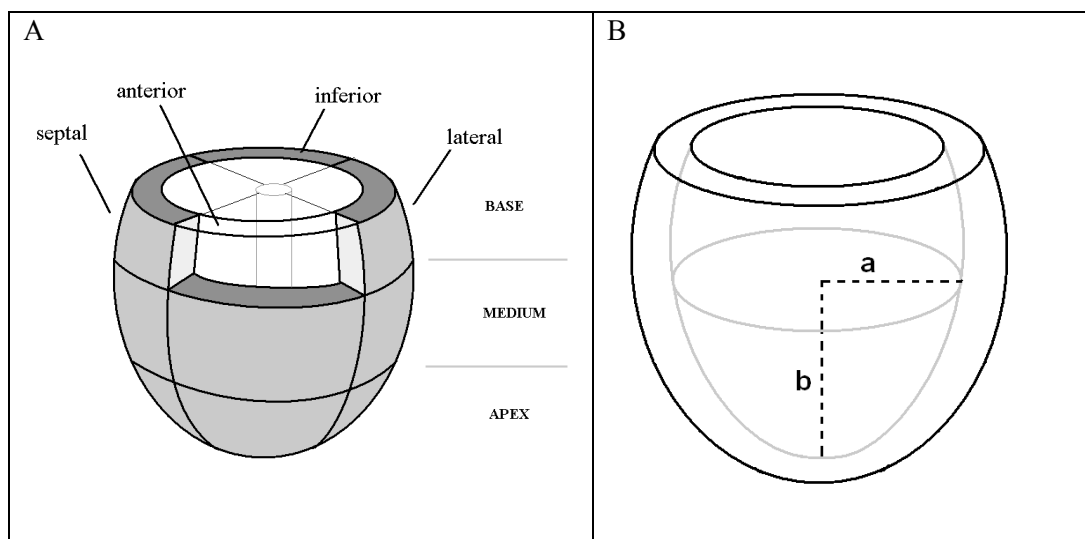 A
anterior
inferior
septal
lateral
BASE
MEDIUM
APEX
B
a
b